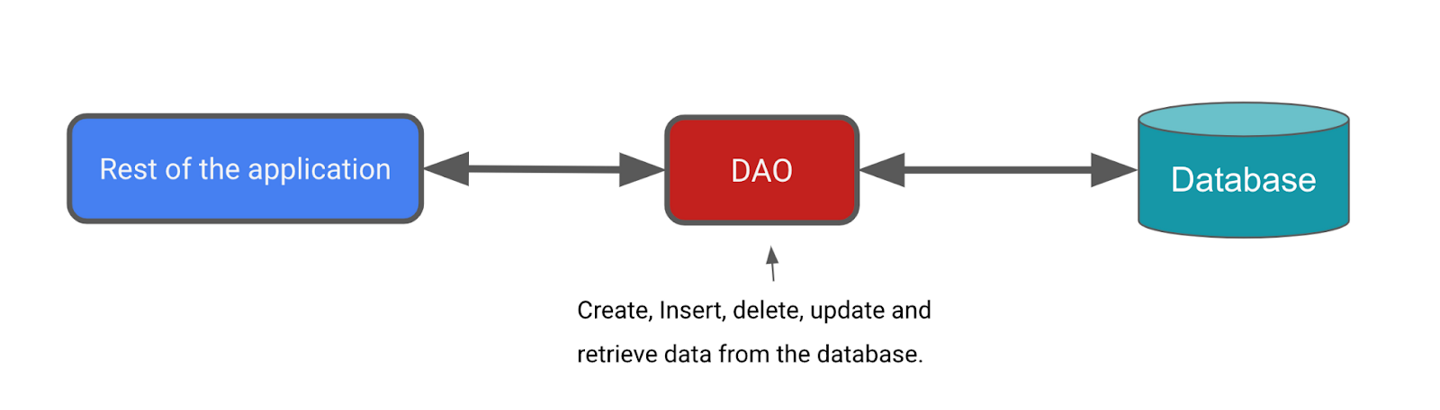 Rest of the application
DAO
Database
Create, Insert, delete, update and
retrieve data from the database.